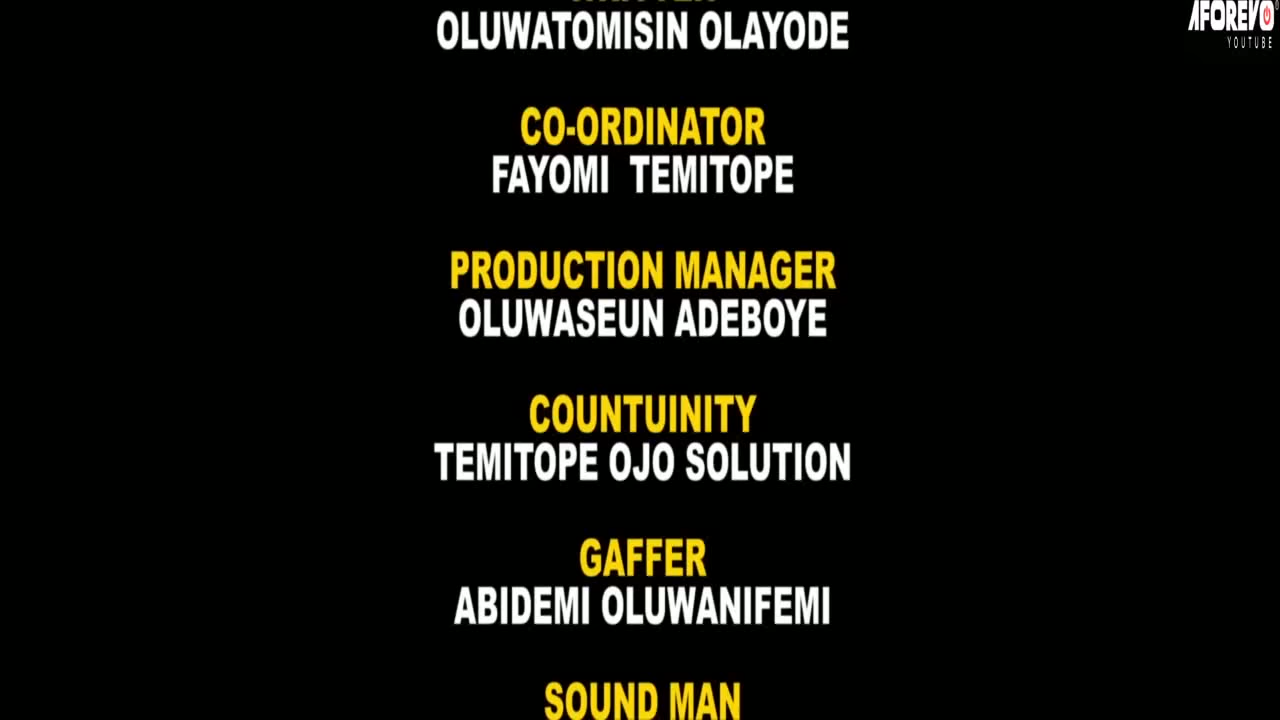 AFOREVO
YOUTUBE
OLUWATOMISIN OLAYODE
CO-ORDINATOR
FAYOMI TEMITOPE
PRODUCTION MANAGER
OLUWASEUN ADEBOYE
COUNTUINITY
TEMITOPE OJO SOLUTION
GAFFER
ABIDEMI OLUWANIFEMI
SOUND MAN